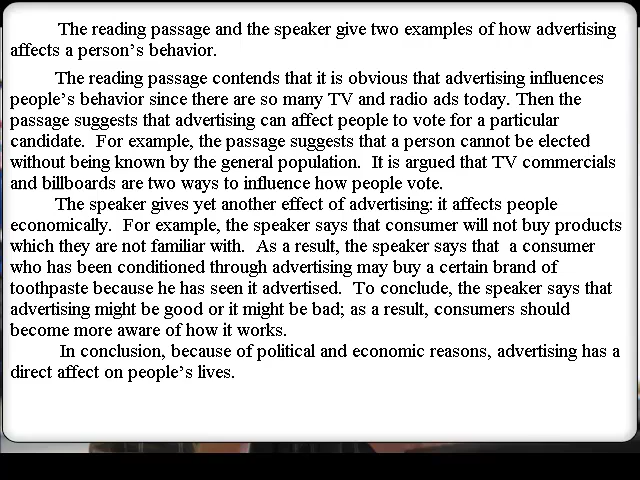 The reading passage and the speaker give two examples of how advertising
affects a person's behavior.
The reading passage contends that it is obvious that advertising influences
people's behavior since there are so many TV and radio ads today. Then the
passage suggests that advertising can affect people to vote for a particular
candidate. For example, the passage suggests that a person cannot be elected
without being known by the general population. It is argued that TV commercials
and billboards are two ways to influence how people vote.
The speaker gives yet another effect of advertising: it affects people
economically. For example, the speaker says that consumer will not buy products
which they are not familiar with. As a result, the speaker says that a consumer
who has been conditioned through advertising may buy a certain brand of
toothpaste because he has seen it advertised. To conclude, the speaker says that
advertising might be good or it might be bad; as a result, consumers should
become more aware of how it works.
In conclusion, because of political and economic reasons, advertising has a
direct affect on people's lives.